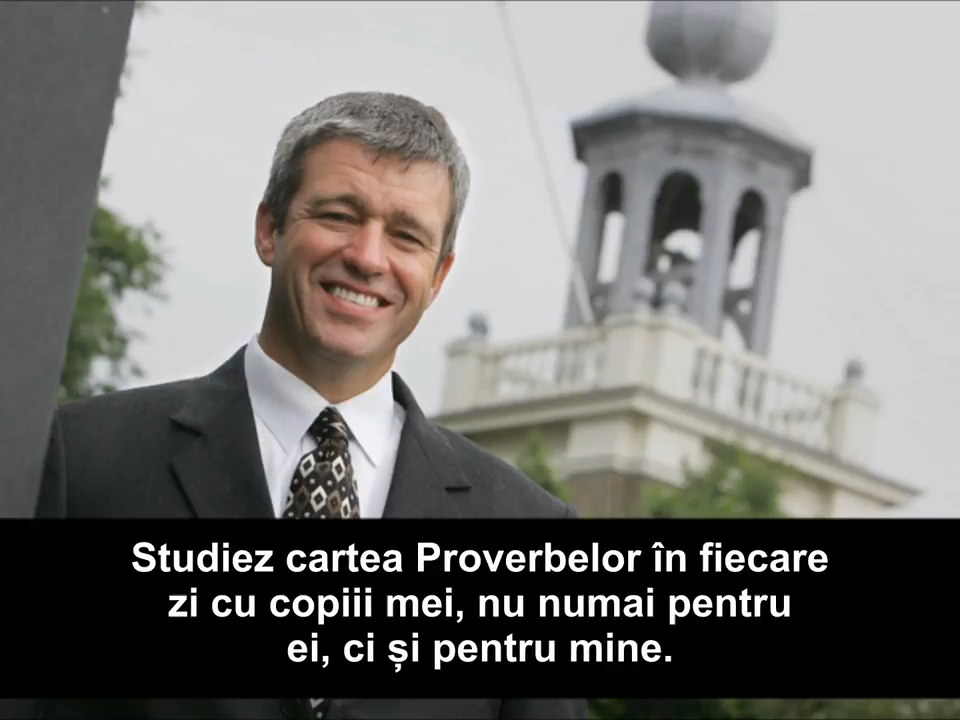 Studiez cartea Proverbelor în fiecare
zi cu copiii mei, nu numai pentru
ei, ci și pentru mine.